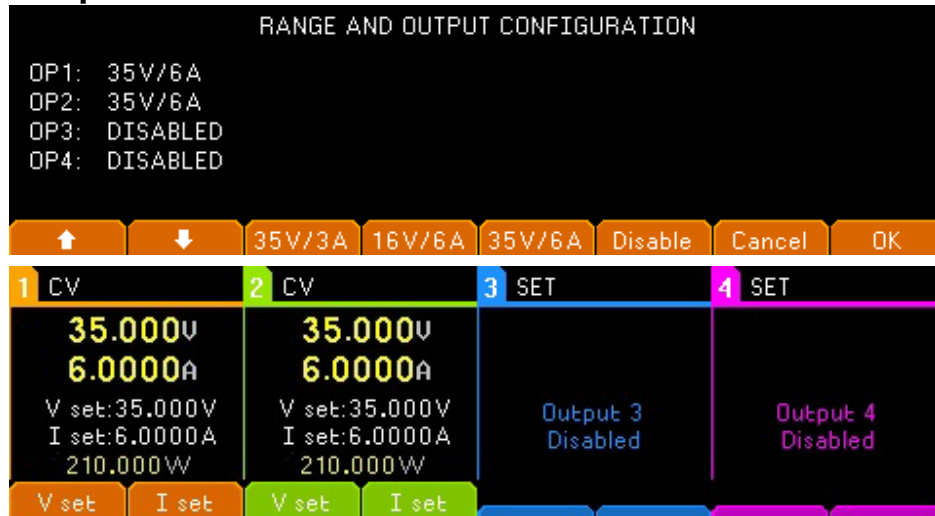 RANGE AND OUTPUT CONFIGURATION
OP1: 35V/6A
OP2: 35V/6A
OP3: DISABLED
OP4: DISABLED
35V/3A 16V/6A 35V/6A Disable Cancel OK
1 CV 2 CV 3 SET 4 SET
35.000V 35.000V
6.0000A 6.0000A
V set:35.000V V set:35.000V Output 3 Output 4
I set:6.0000A I set:6.0000A Disabled Disabled
210.000W 210.000W
V set I set V set I set